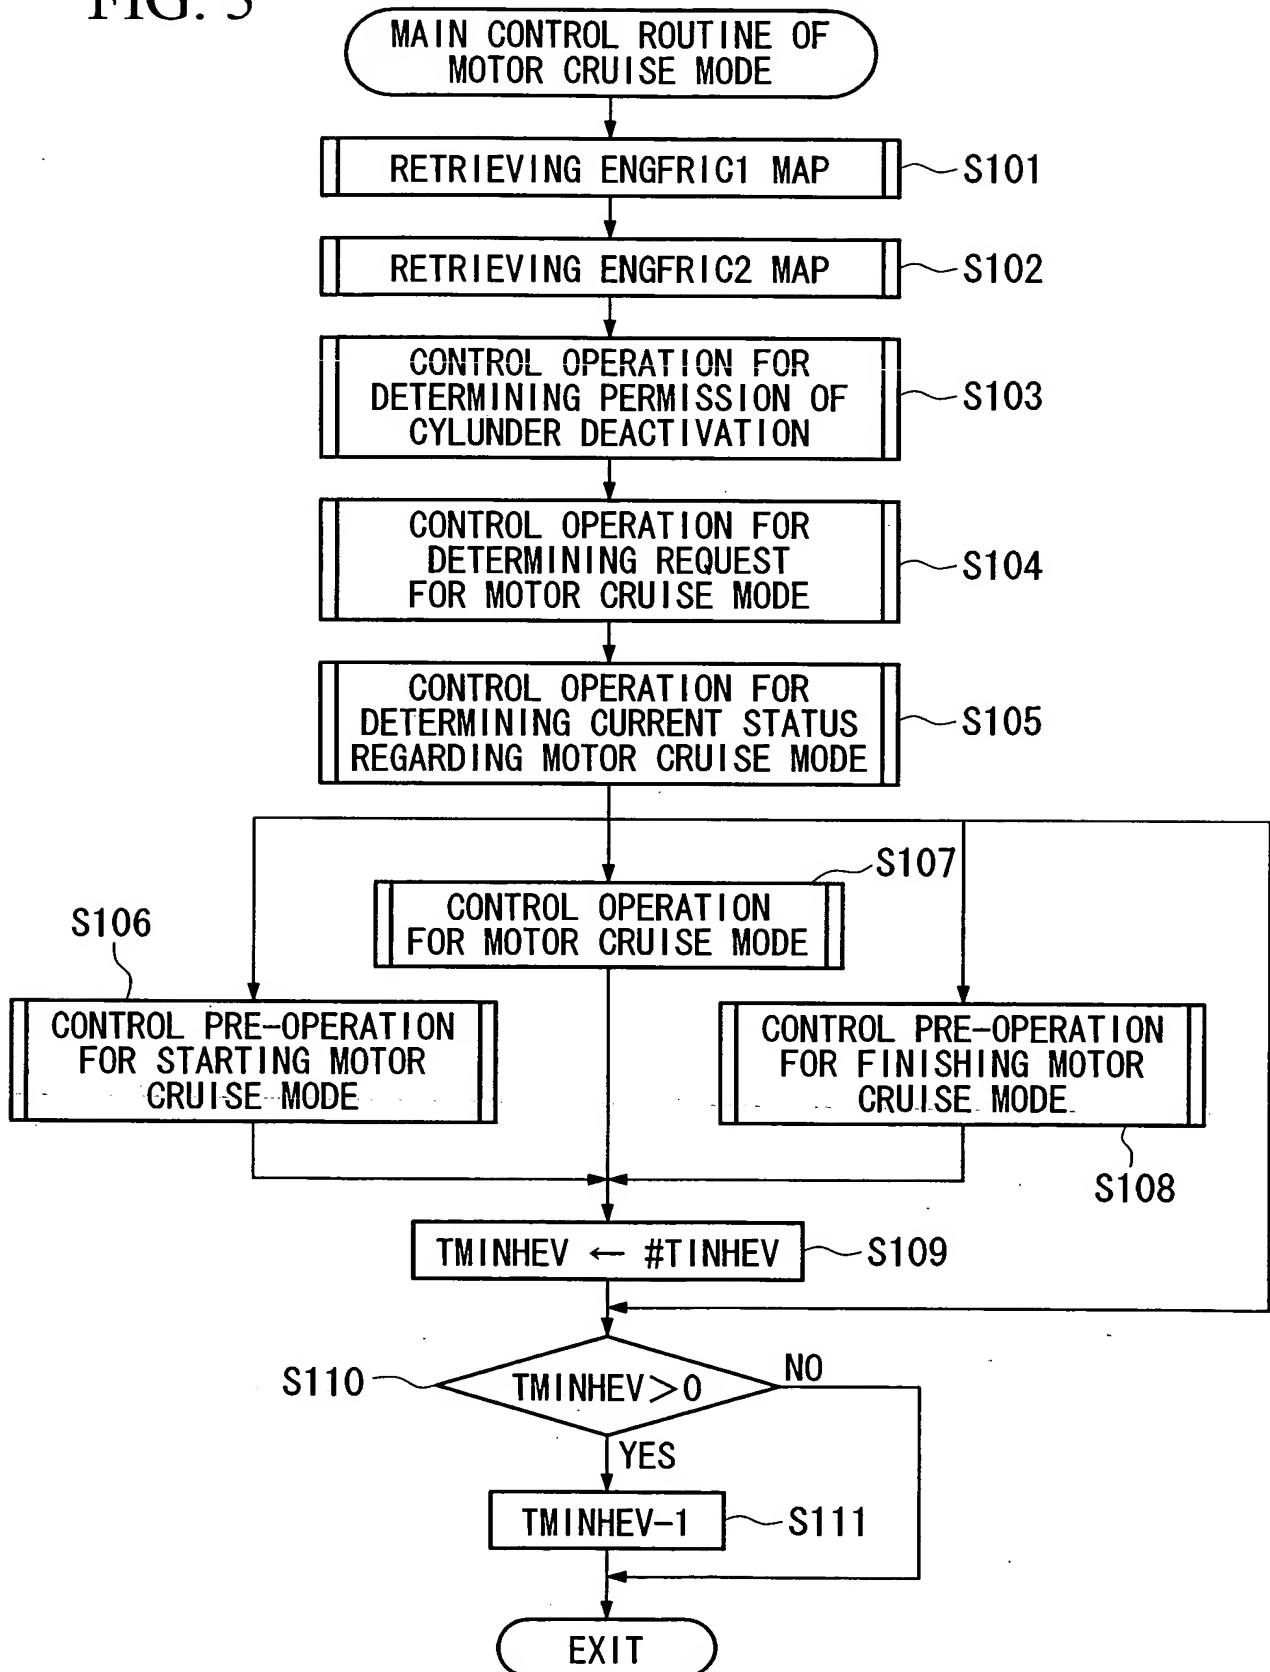 FIG. 5
MAIN CONTROL ROUTINE OF
MOTOR CRUISE MODE
RETRIEVING ENGFRIC1 MAP
S101
RETRIEVING ENGFRIC2 MAP
S102
CONTROL OPERATION FOR
DETERMINING PERMISSION OF
CYLUNDER DEACTIVATION
S103
CONTROL OPERATION FOR
DETERMINING REQUEST
FOR MOTOR CRUISE MODE
S104
CONTROL OPERATION FOR
DETERMINING CURRENT STATUS
REGARDING MOTOR CRUISE MODE
S105
S107
CONTROL OPERATION
FOR MOTOR CRUISE MODE
S106
CONTROL PRE-OPERATION
FOR STARTING MOTOR
CRUISE MODE
CONTROL PRE-OPERATION
FOR FINISHING MOTOR
CRUISE MODE
S108
TMINHEV ← #TINHEV
S109
S110
TMINHEV>0
NO
YES
TMINHEV-1
S111
EXIT